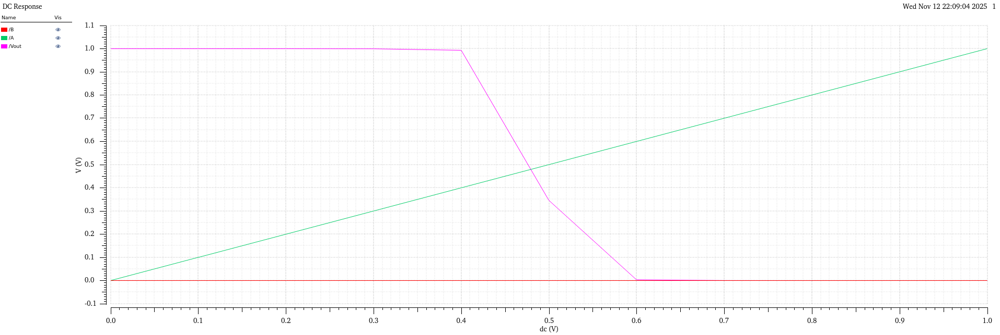 DC Response
Wed Nov 12 22:09:04 2025 1
Name Vis
/B
/A
/Vout
1.1
1.0
0.9
0.8
0.7
0.6
0.5
0.4
0.3
0.2
0.1
0.0
-0.1
V (V)
0.0 0.1 0.2 0.3 0.4 0.5 0.6 0.7 0.8 0.9 1.0
dc (V)